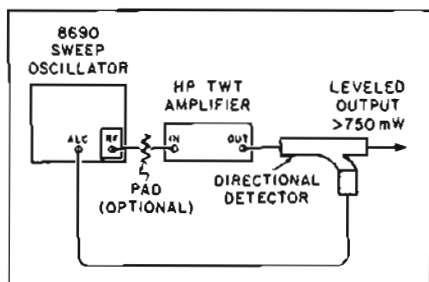 8690
SWEEP
OSCILLATOR
HP TWT
AMPLIFIER
LEVELED
OUTPUT
>750 mW
ALC
RF
IN
OUT
PAD
(OPTIONAL)
DIRECTIONAL
DETECTOR